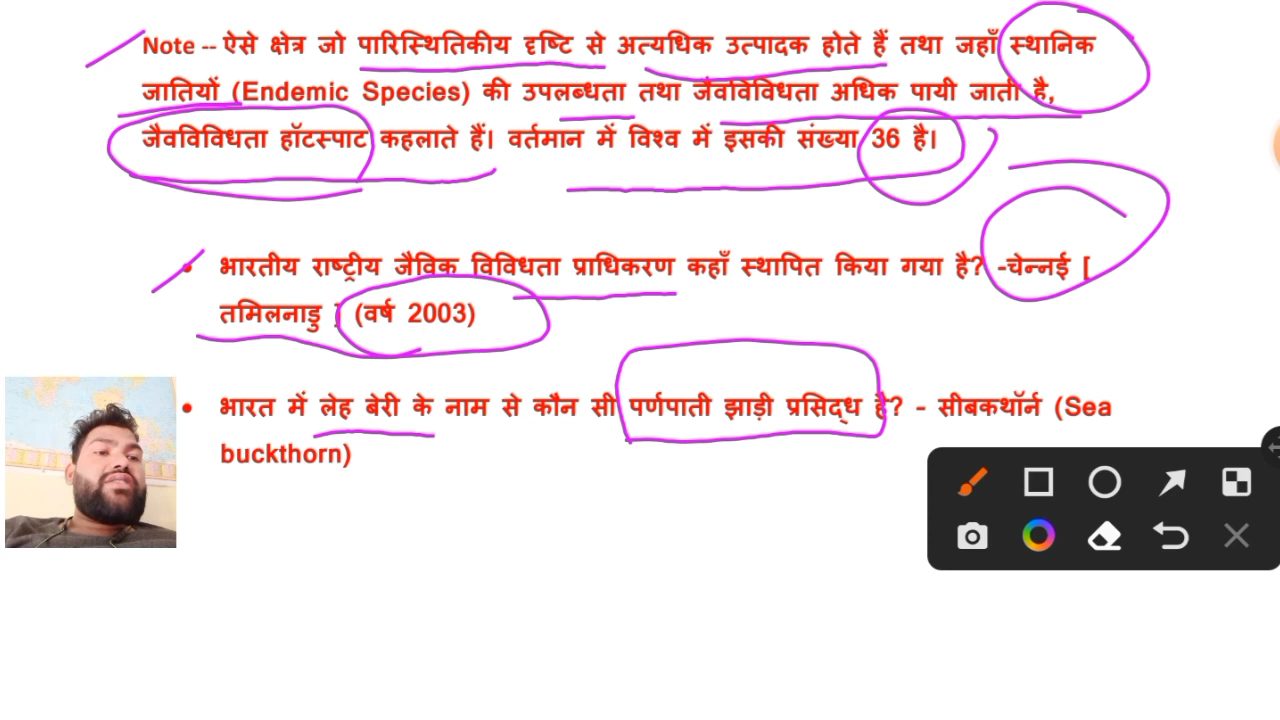 Note -- ऐसे क्षेत्र जो पारिस्थितिकीय दृष्टि से अत्यधिक उत्पादक होते हैं तथा जहाँ स्थानिक
जातियों (Endemic Species) की उपलब्धता तथा जैवविविधता अधिक पायी जाती है,
जैवविविधता हॉटस्पाट कहलाते हैं। वर्तमान में विश्व में इसकी संख्या 36 है।
• भारतीय राष्ट्रीय जैविक विविधता प्राधिकरण कहाँ स्थापित किया गया है? -चेन्नई [
तमिलनाडु ] (वर्ष 2003)
• भारत में लेह बेरी के नाम से कौन सी पर्णपाती झाड़ी प्रसिद्ध है? - सीबकथॉर्न (Sea
buckthorn)